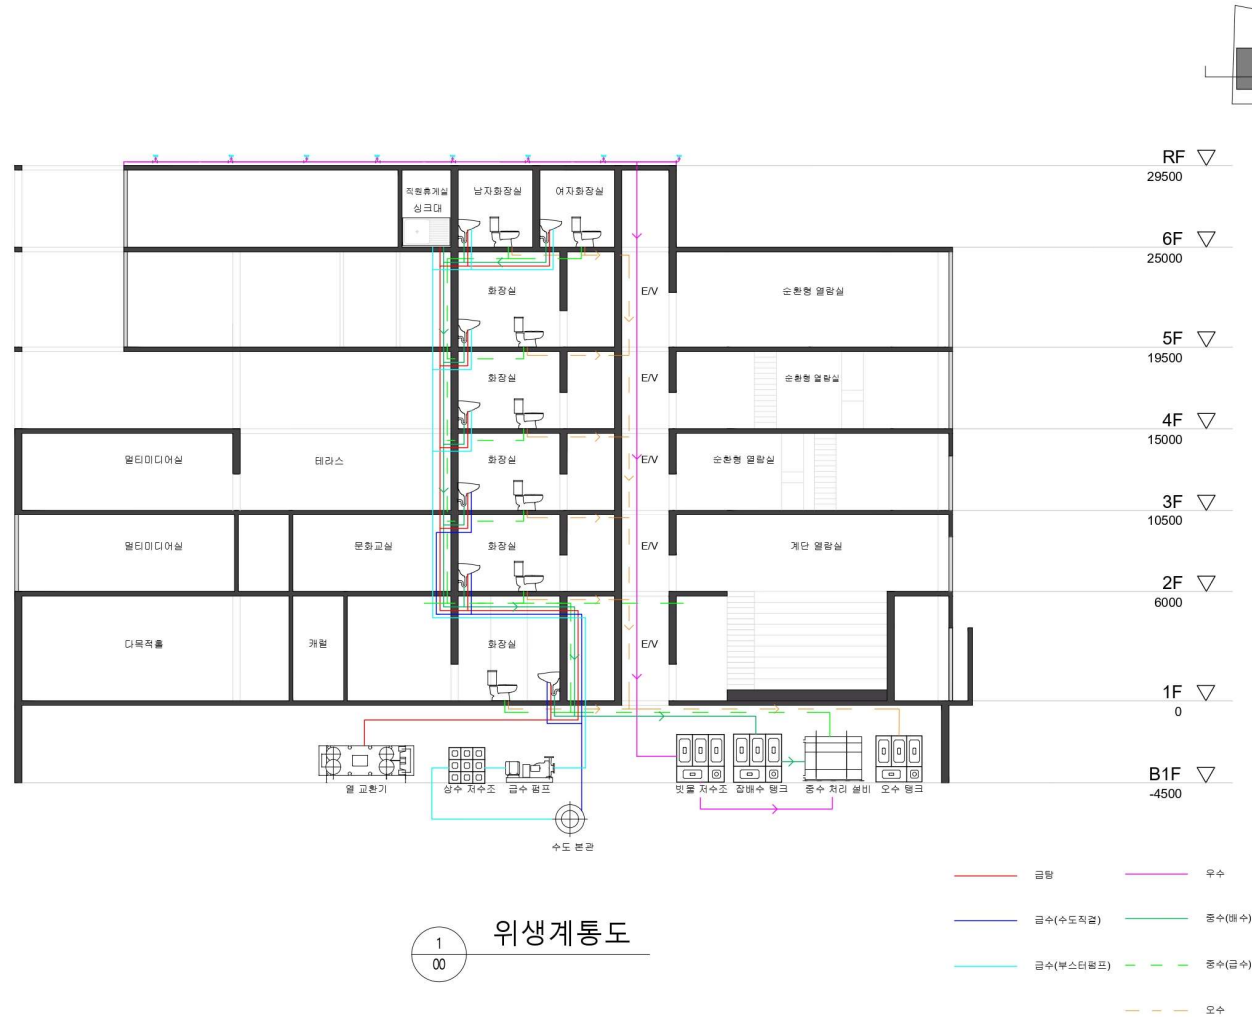 RF
29500
직원휴게실
싱크대
남자화장실
여자화장실
6F
25000
화장실
E/V
순환형 열람실
5F
19500
화장실
E/V
순환형 열람실
4F
15000
멀티미디어실
테라스
화장실
E/V
순환형 열람실
3F
10500
멀티미디어실
문화교실
화장실
E/V
계단 열람실
2F
6000
다목적홀
캐럴
화장실
E/V
1F
0
열 교환기
상수 저수조
급수 펌프
빗물 저수조
잡배수 탱크
중수 처리 설비
오수 탱크
B1F
-4500
수도 본관
급탕
우수
급수(수도직결)
중수(배수)
급수(부스터펌프)
중수(급수)
오수
1
00
위생계통도